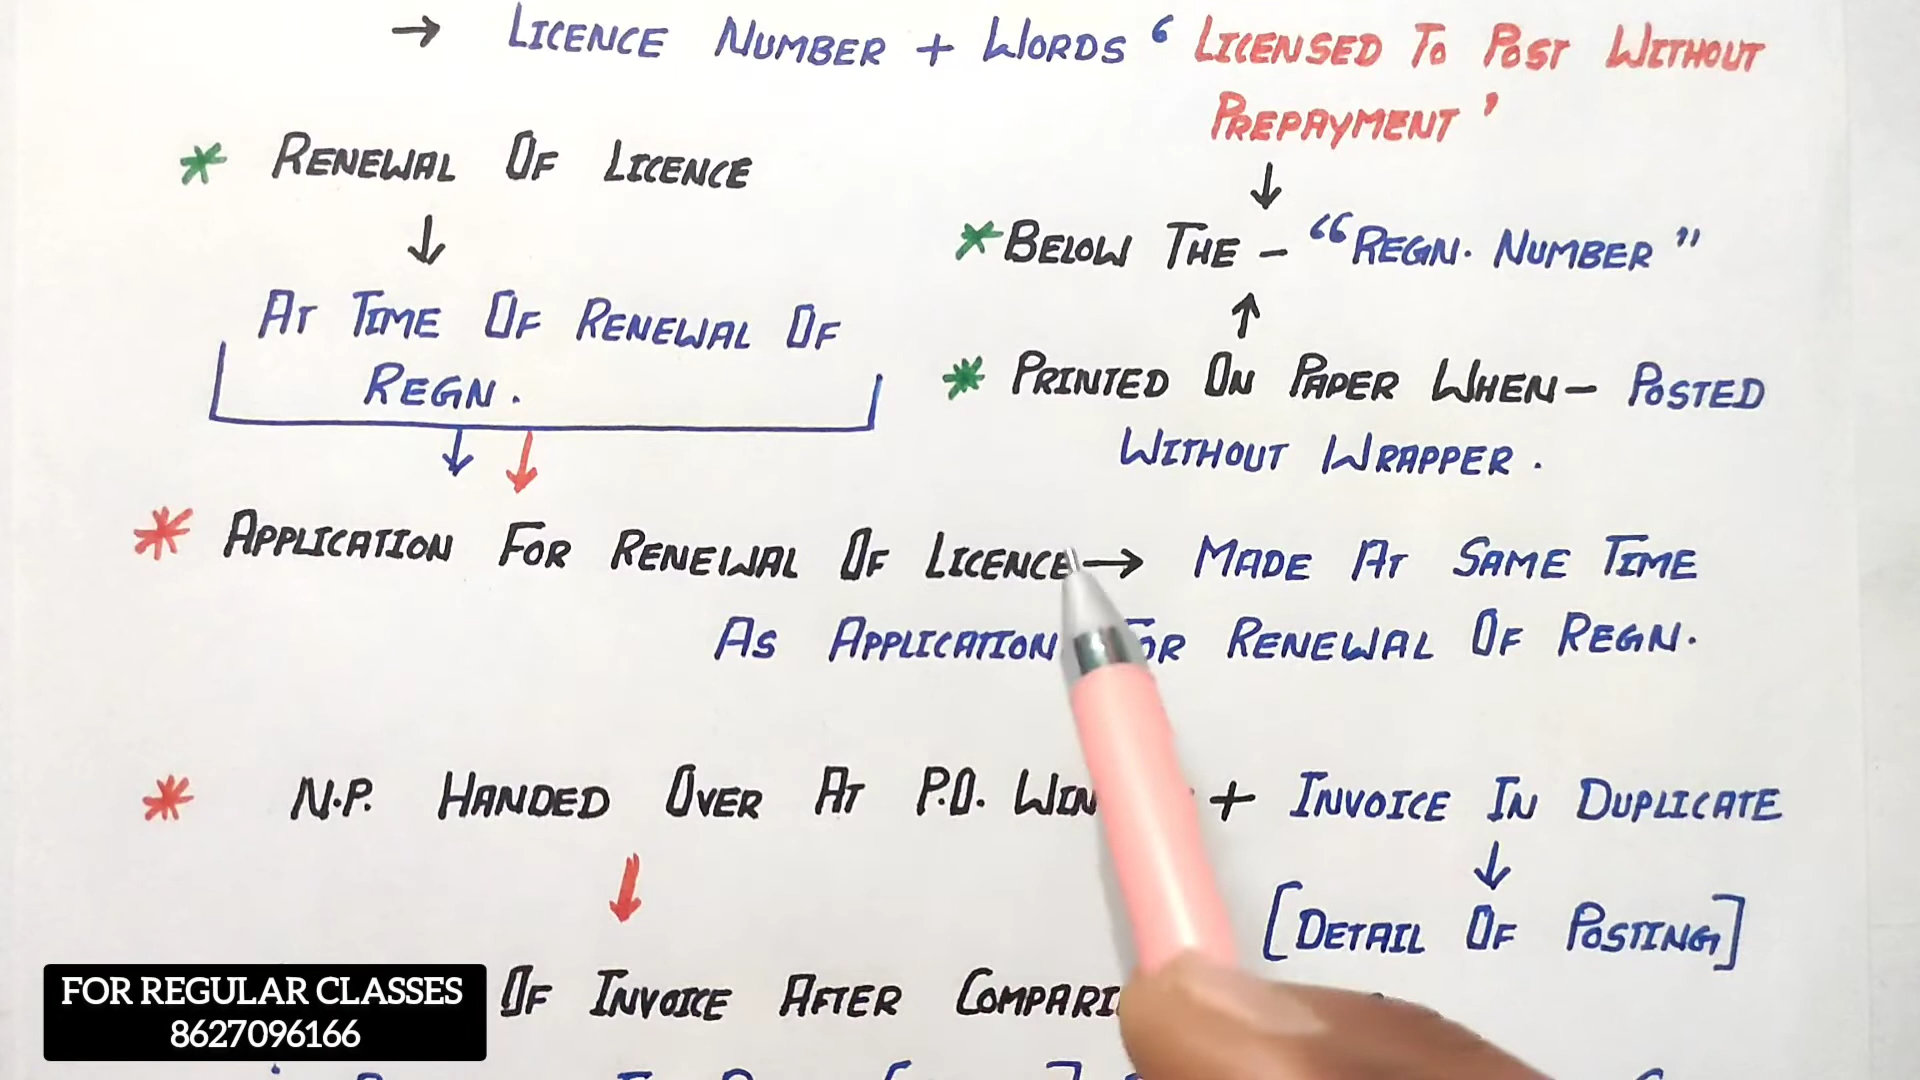 → LICENCE NUMBER + WORDS ‘ LICENSED TO POST WITHOUT
PREPAYMENT ’
* RENEWAL OF LICENCE
↓
AT TIME OF RENEWAL OF
REGN.
↓
* BELOW THE – “REGN. NUMBER”
↑
* PRINTED ON PAPER WHEN – POSTED
WITHOUT WRAPPER.
* APPLICATION FOR RENEWAL OF LICENCE → MADE AT SAME TIME
AS APPLICATION FOR RENEWAL OF REGN.
* N.P. HANDED OVER AT P.O. + INVOICE IN DUPLICATE
↓
[DETAIL OF POSTING]
OF INVOICE AFTER
FOR REGULAR CLASSES
8627096166